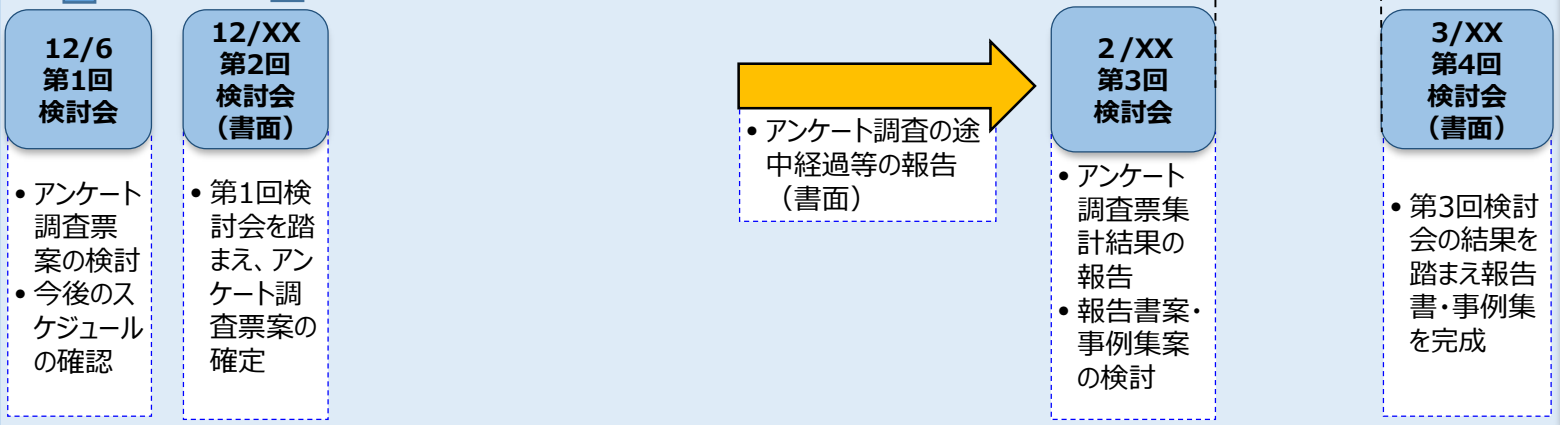 12/6
第1回
検討会
• アンケート
調査票
案の検討
• 今後のス
ケジュール
の確認
12/XX
第2回
検討会
（書面）
• 第1回検
討会を踏
まえ、アン
ケート調
査票案の
確定
• アンケート調査の途
中経過等の報告
（書面）
２/XX
第3回
検討会
• アンケート
調査票集
計結果の
報告
• 報告書案・
事例集案
の検討
3/XX
第4回
検討会
（書面）
• 第3回検討
会の結果を
踏まえ報告
書・事例集
を完成